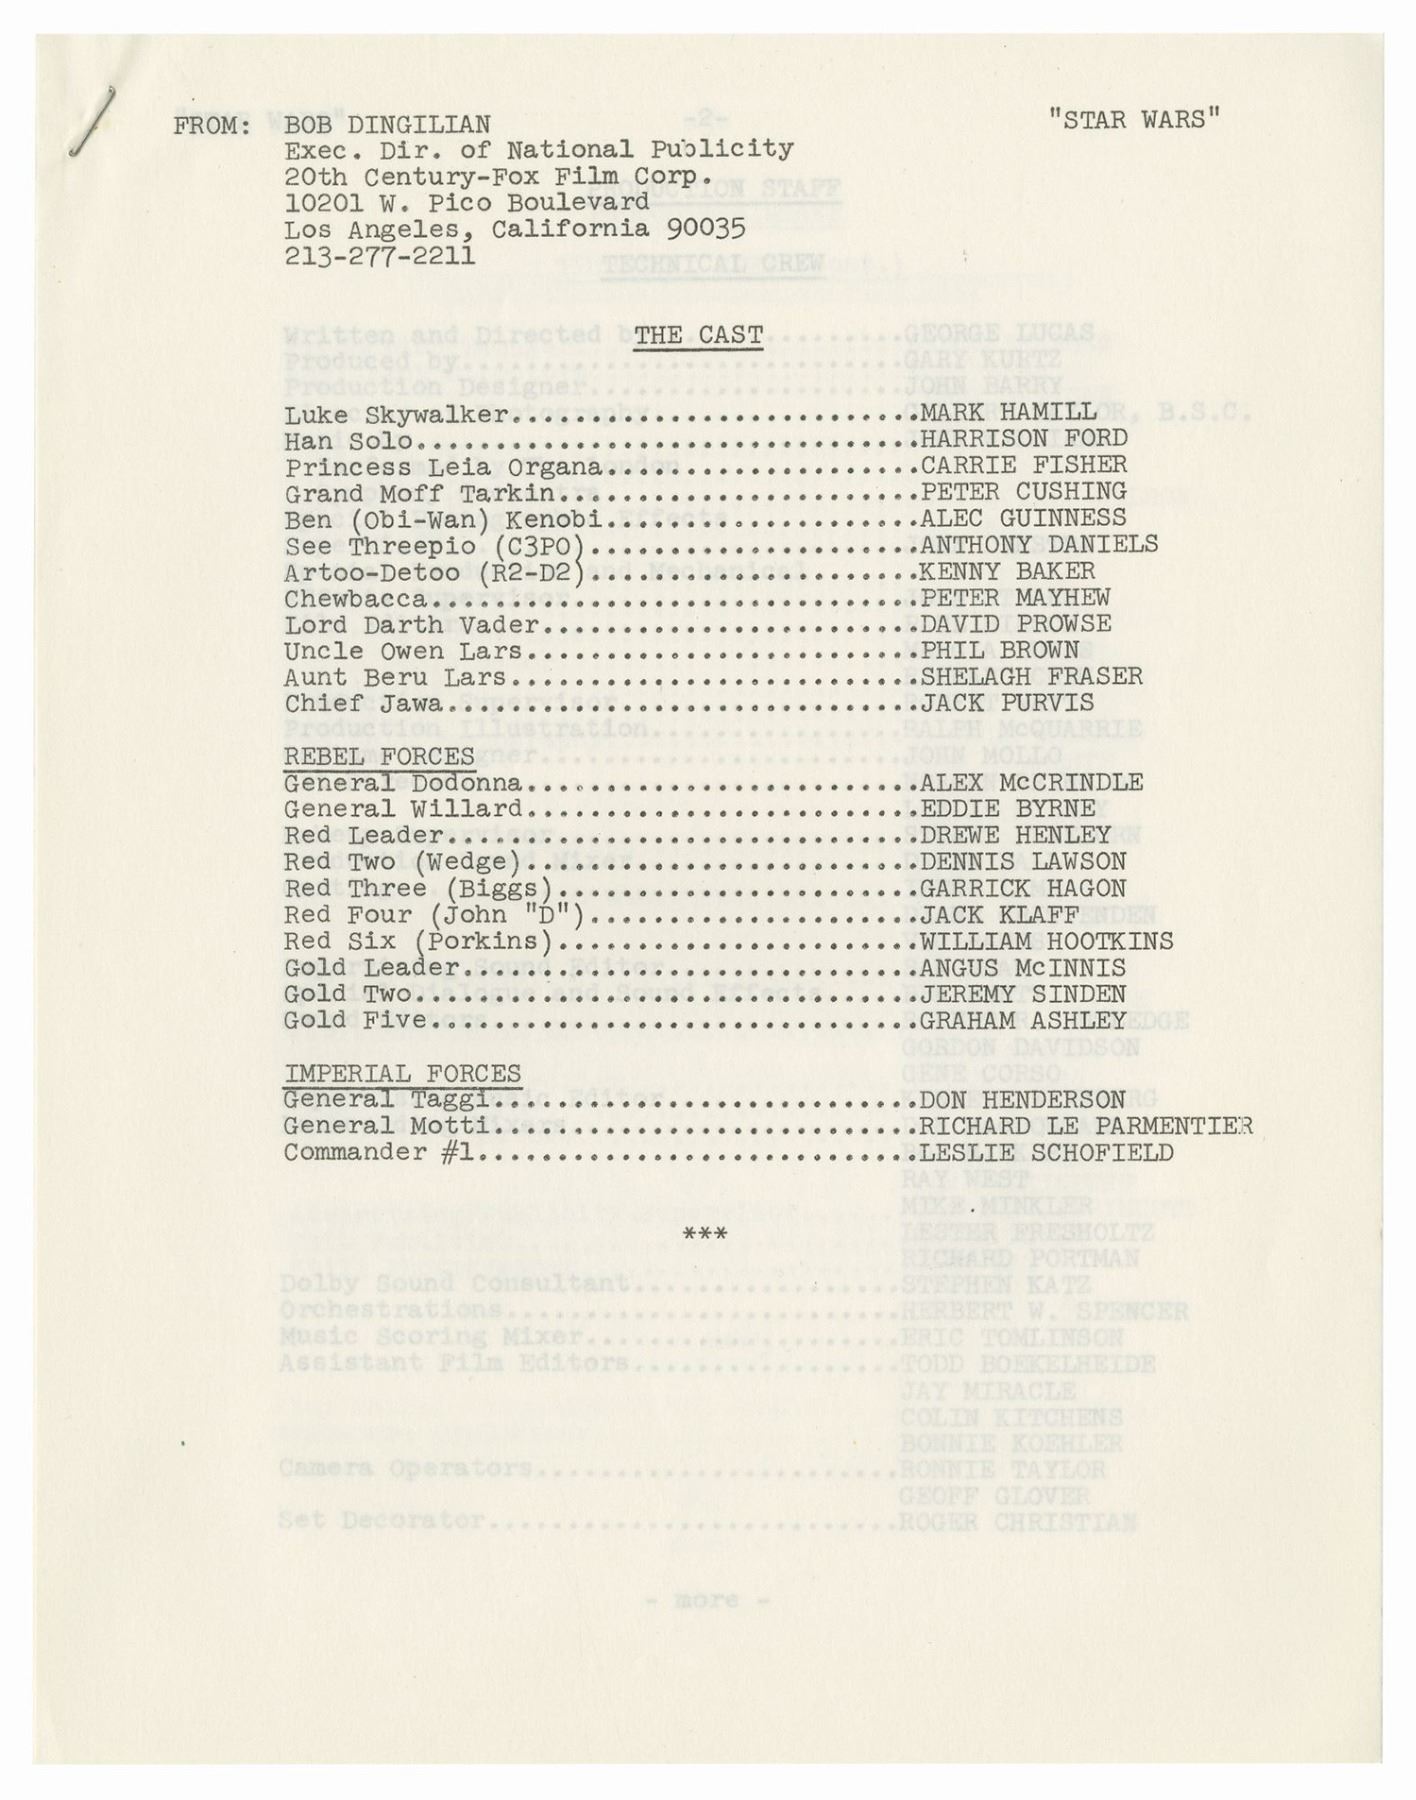 FROM: BOB DINGILIAN
"STAR WARS"
Exec. Dir. of National Publicity
20th Century-Fox Film Corp.
10201 W. Pico Boulevard
Los Angeles, California 90035
213-277-2211
THE CAST
Luke Skywalker..........................MARK HAMILL
Han Solo................................HARRISON FORD
Princess Leia Organa....................CARRIE FISHER
Grand Moff Tarkin.......................PETER CUSHING
Ben (Obi-Wan) Kenobi....................ALEC GUINNESS
See Threepio (C3PO).....................ANTHONY DANIELS
Artoo-Detoo (R2-D2).....................KENNY BAKER
Chewbacca...............................PETER MAYHEW
Lord Darth Vader........................DAVID PROWSE
Uncle Owen Lars.........................PHIL BROWN
Aunt Beru Lars..........................SHELAGH FRASER
Chief Jawa..............................JACK PURVIS
REBEL FORCES
General Dodonna.........................ALEX McCRINDLE
General Willard.........................EDDIE BYRNE
Red Leader..............................DREWE HENLEY
Red Two (Wedge).........................DENNIS LAWSON
Red Three (Biggs).......................GARRICK HAGON
Red Four (John "D").....................JACK KLAFF
Red Six (Porkins).......................WILLIAM HOOTKINS
Gold Leader.............................ANGUS McINNIS
Gold Two................................JEREMY SINDEN
Gold Five...............................GRAHAM ASHLEY
IMPERIAL FORCES
General Taggi...........................DON HENDERSON
General Motti...........................RICHARD LE PARMENTIER
Commander #1............................LESLIE SCHOFIELD
***